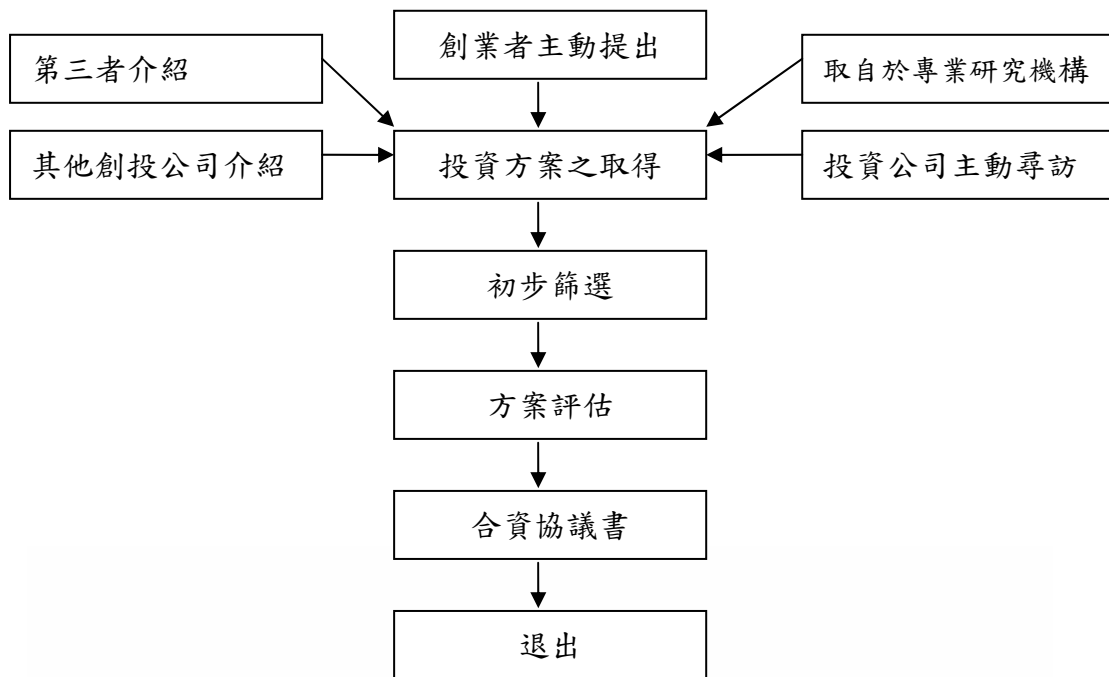 創業者主動提出
第三者介紹
取自於專業研究機構
其他創投公司介紹
投資方案之取得
投資公司主動尋訪
初步篩選
方案評估
合資協議書
退出